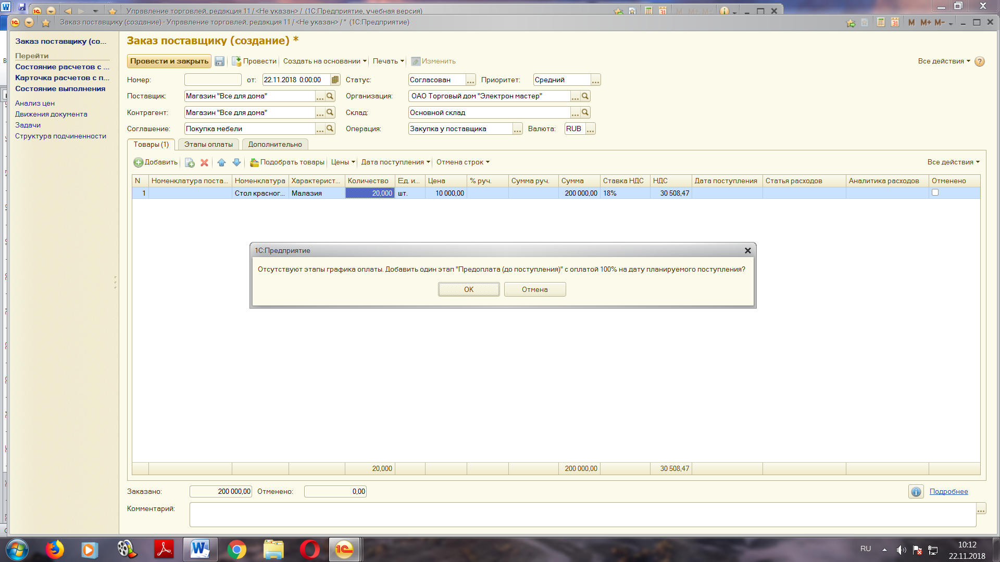 Управление торговлей, редакция 11 / <Не указан> / (1С:Предприятие, учебная версия)
Заказ поставщику (создание) - Управление торговлей, редакция 11 / <Не указан> / * (1С:Предприятие)
M M+ M-
Заказ поставщику (со...
Перейти
Состояние расчетов с ...
Карточка расчетов с п...
Состояние выполнения
Анализ цен
Движения документа
Задачи
Структура подчиненности
Заказ поставщику (создание) *
Провести и закрыть Провести Создать на основании Печать Изменить Все действия
Номер: от: 22.11.2018 0:00:00 Статус: Согласован Приоритет: Средний
Поставщик: Магазин "Все для дома" Организация: ОАО Торговый дом "Электрон мастер"
Контрагент: Магазин "Все для дома" Склад: Основной склад
Соглашение: Покупка мебели Операция: Закупка у поставщика Валюта: RUB
Товары (1) Этапы оплаты Дополнительно
Добавить Подобрать товары Цены Дата поступления Отмена строк Все действия
N Номенклатура поста... Номенклатура Характерист... Количество Ед. и... Цена % руч. Сумма руч. Сумма Ставка НДС НДС Дата поступления Статья расходов Аналитика расходов Отменено
1 Стол красног... Малазия 20,000 шт. 10 000,00 200 000,00 18% 30 508,47
1С:Предприятие
Отсутствуют этапы графика оплаты. Добавить один этап "Предоплата (до поступления)" с оплатой 100% на дату планируемого поступления?
OK Отмена
20,000 200 000,00 30 508,47
Заказано: 200 000,00 Отменено: 0,00 Подробнее
Комментарий:
RU 10:12
22.11.2018